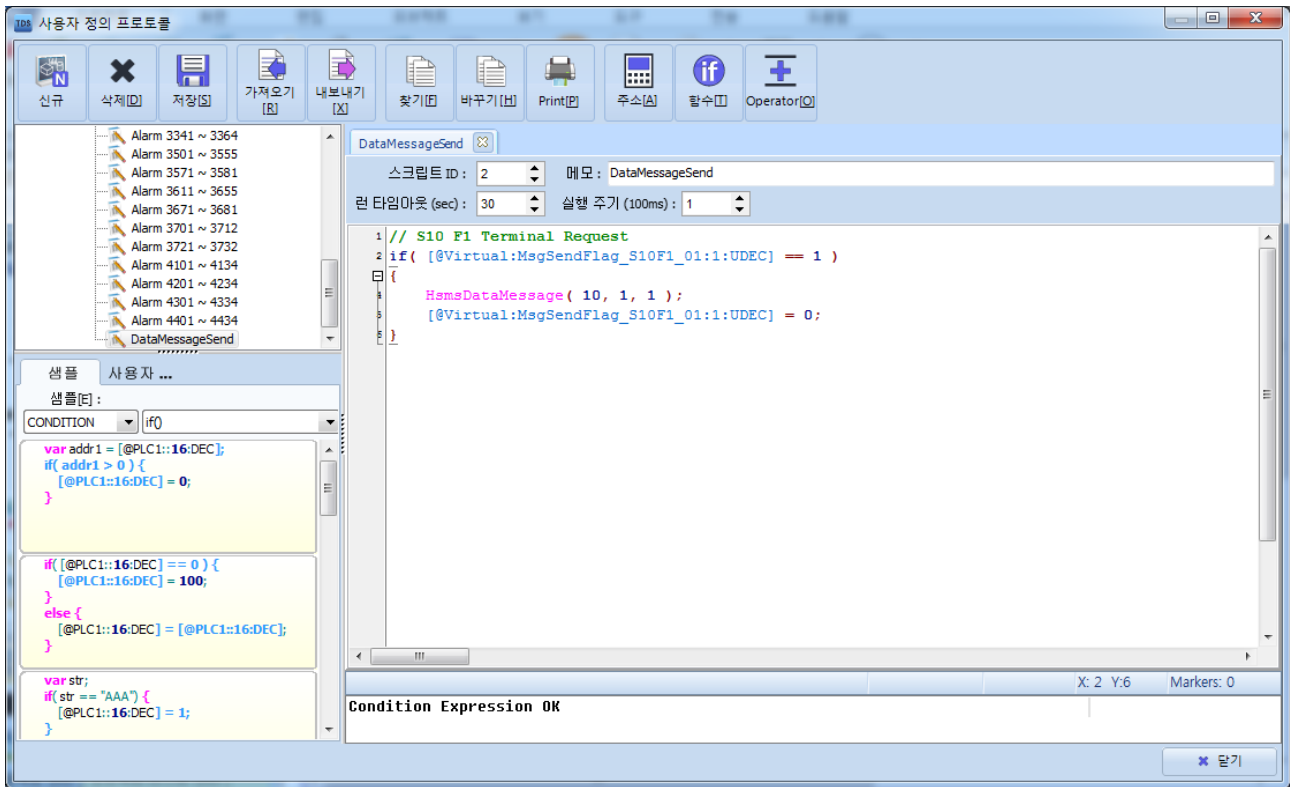 TDS 사용자 정의 프로토콜
N
신규
삭제[D]
저장[S]
가져오기
[R]
내보내기
[X]
찾기[F]
바꾸기[H]
Print[P]
주소[A]
if
함수[I]
Operator[O]
Alarm 3341 ~ 3364
Alarm 3501 ~ 3555
Alarm 3571 ~ 3581
Alarm 3611 ~ 3655
Alarm 3671 ~ 3681
Alarm 3701 ~ 3712
Alarm 3721 ~ 3732
Alarm 4101 ~ 4134
Alarm 4201 ~ 4234
Alarm 4301 ~ 4334
Alarm 4401 ~ 4434
DataMessageSend
샘플 사용자 ...
샘플[E] :
CONDITION if()
var addr1 = [@PLC1::16:DEC];
if( addr1 > 0 ) {
[@PLC1::16:DEC] = 0;
}
if( [@PLC1::16:DEC] == 0 ) {
[@PLC1::16:DEC] = 100;
}
else {
[@PLC1::16:DEC] = [@PLC1::16:DEC];
}
var str;
if( str == "AAA") {
[@PLC1::16:DEC] = 1;
}
DataMessageSend
스크립트 ID : 2 메모 : DataMessageSend
런 타임아웃 (sec) : 30 실행 주기 (100ms) : 1
1 // S10 F1 Terminal Request
2 if( [@Virtual:MsgSendFlag_S10F1_01:1:UDEC] == 1 )
{
4 HsmsDataMessage( 10, 1, 1 );
5 [@Virtual:MsgSendFlag_S10F1_01:1:UDEC] = 0;
6 }
X: 2 Y:6 Markers: 0
Condition Expression OK
닫기